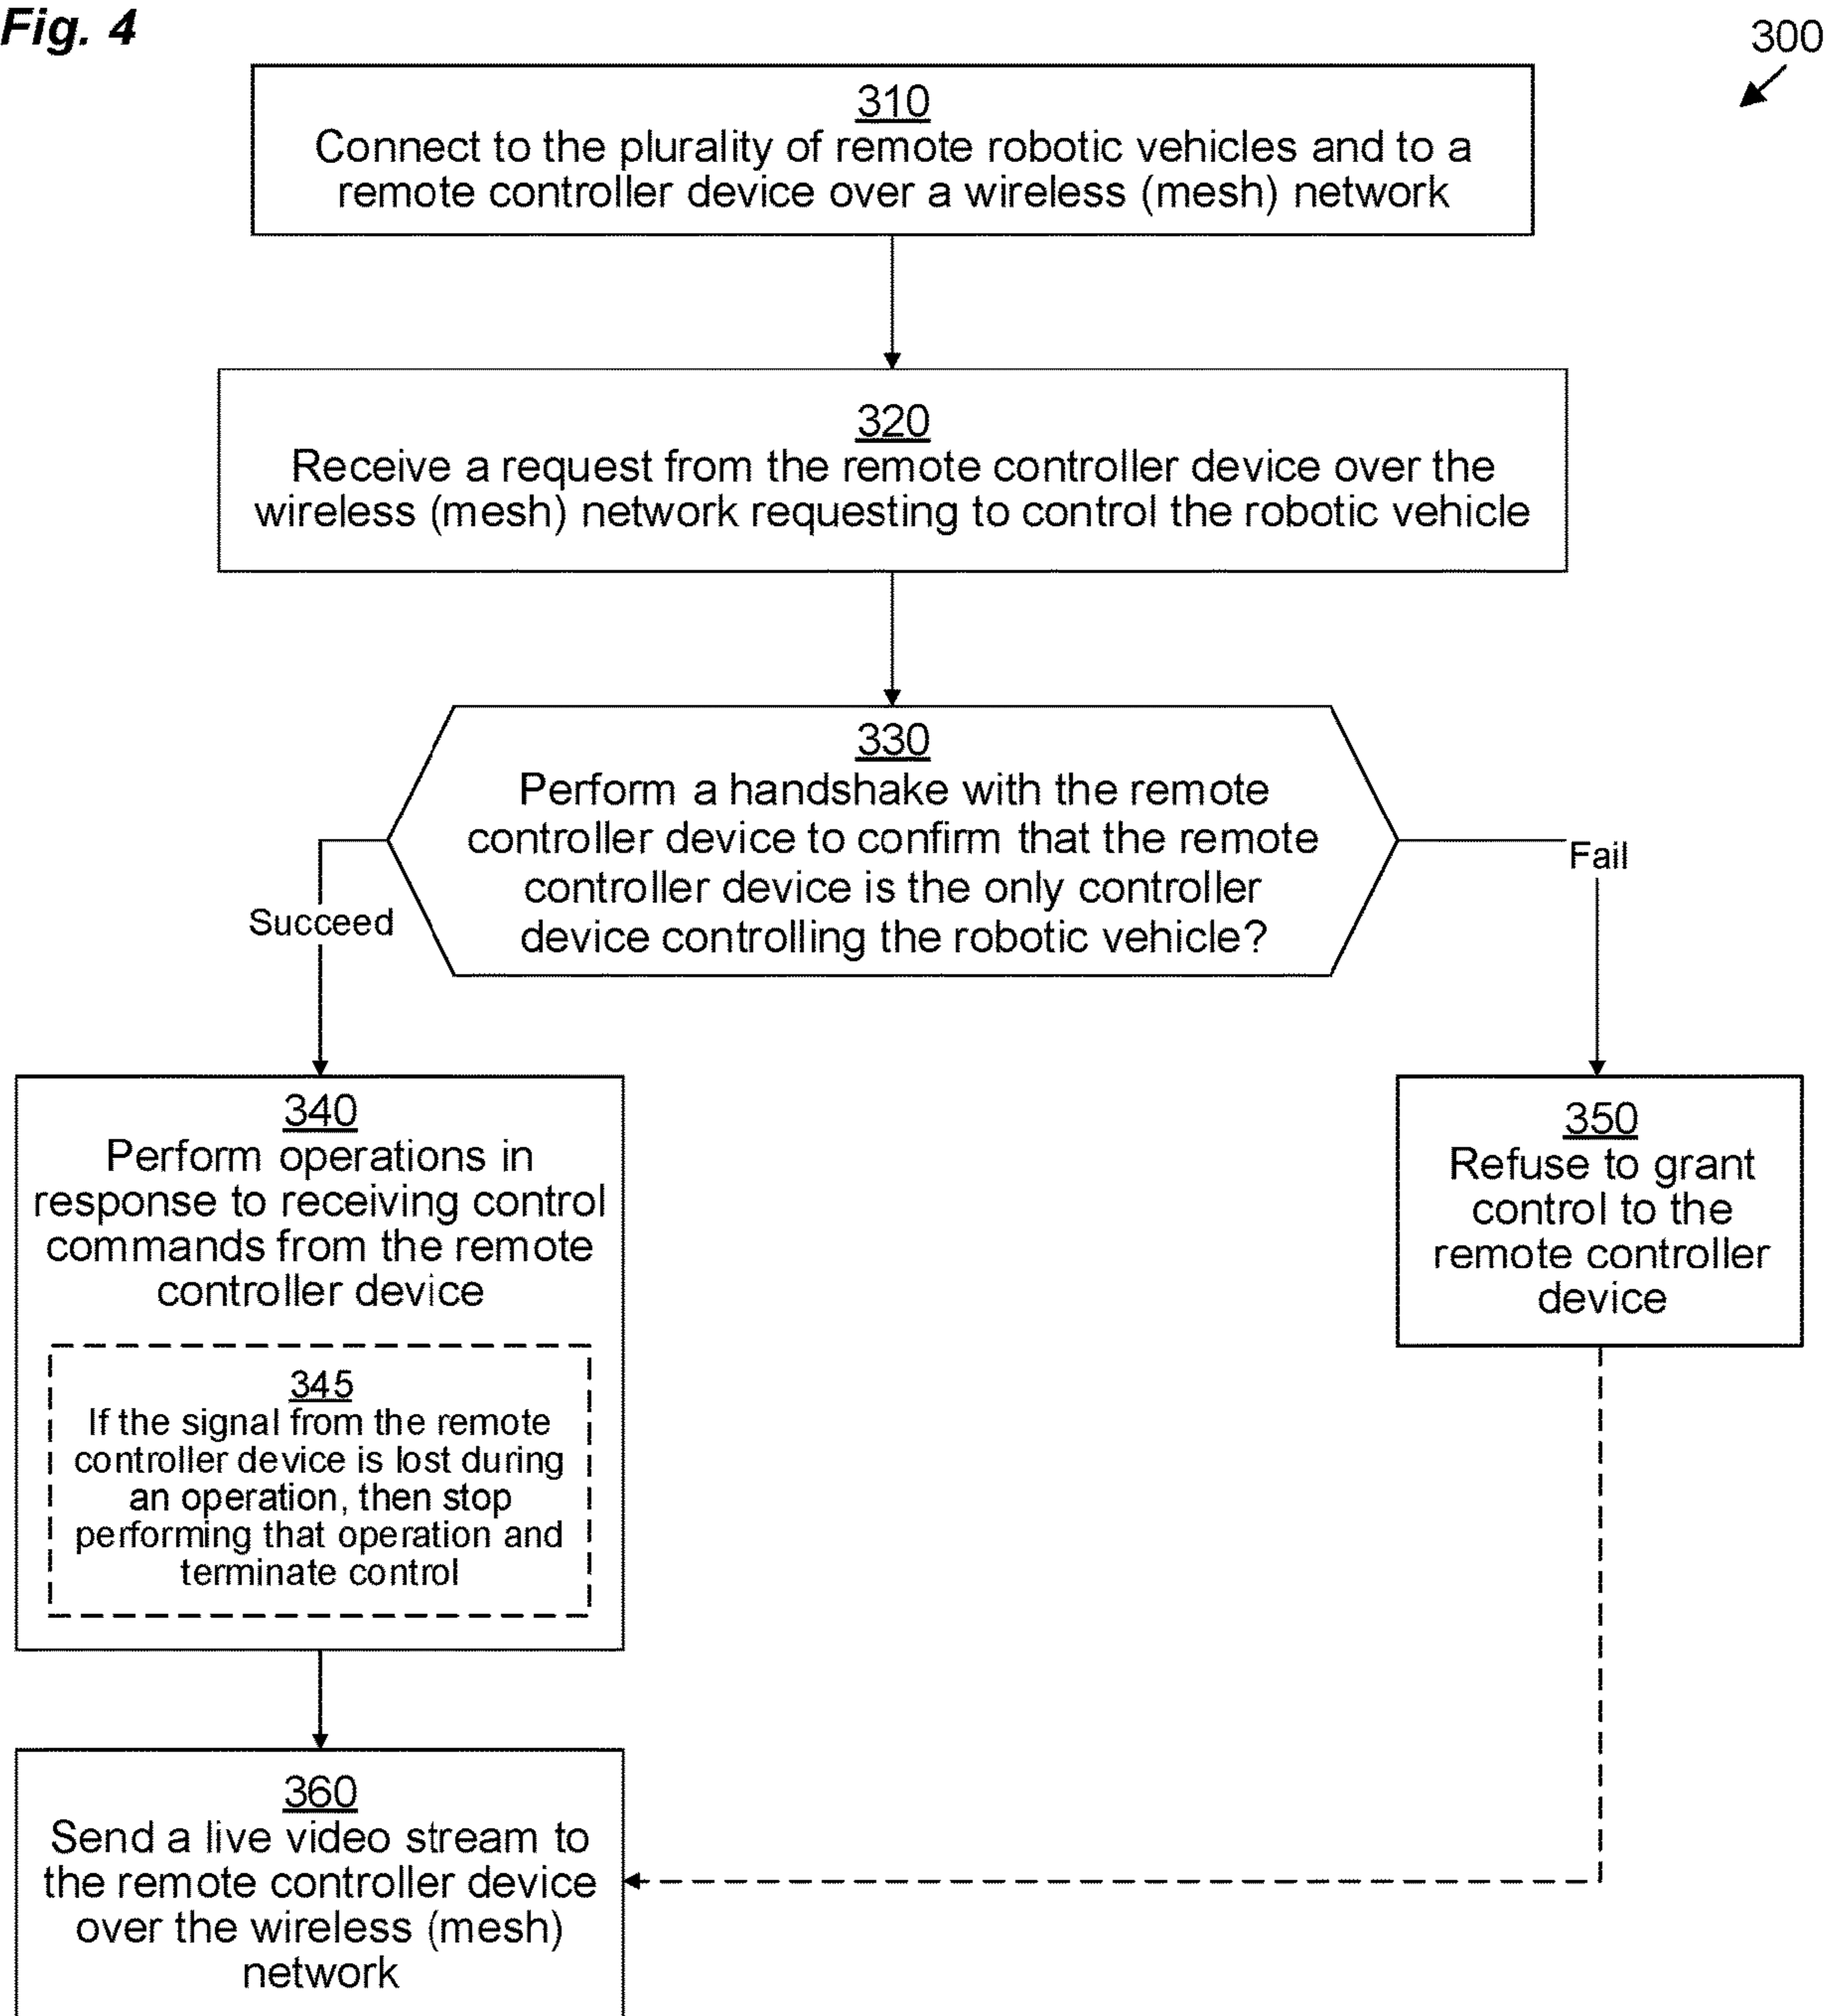 Fig. 4
300
310
Connect to the plurality of remote robotic vehicles and to a
remote controller device over a wireless (mesh) network
320
Receive a request from the remote controller device over the
wireless (mesh) network requesting to control the robotic vehicle
330
Perform a handshake with the remote
controller device to confirm that the remote
controller device is the only controller
device controlling the robotic vehicle?
Succeed
Fail
340
Perform operations in
response to receiving control
commands from the remote
controller device
345
If the signal from the remote
controller device is lost during
an operation, then stop
performing that operation and
terminate control
350
Refuse to grant
control to the
remote controller
device
360
Send a live video stream to
the remote controller device
over the wireless (mesh)
network